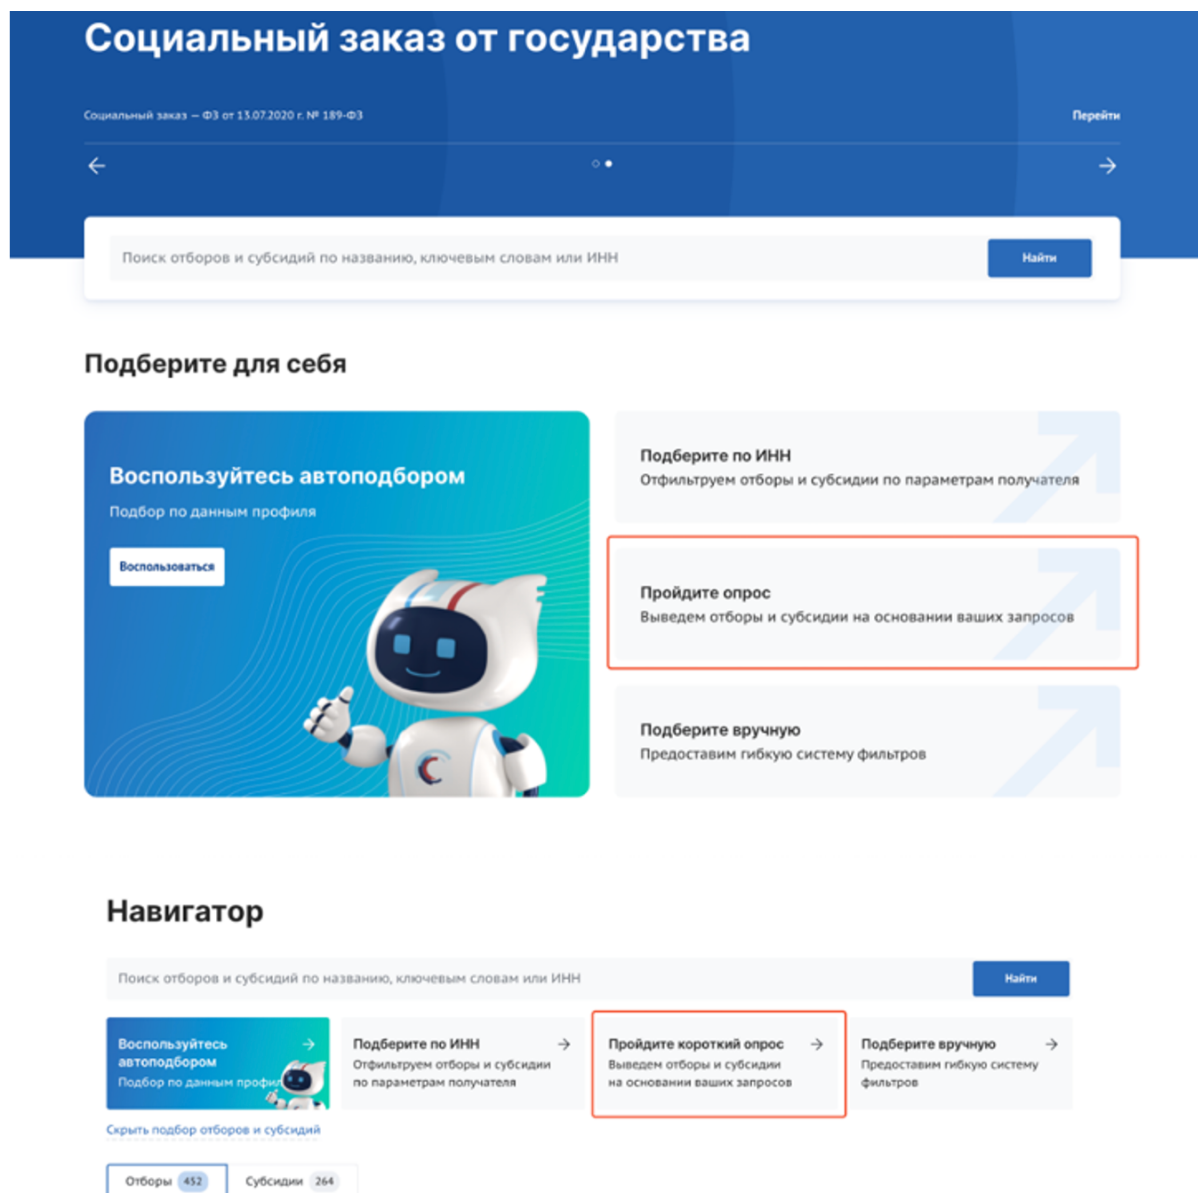 Социальный заказ от государства
Социальный заказ — ФЗ от 13.07.2020 г. № 189-ФЗ
Перейти
Поиск отборов и субсидий по названию, ключевым словам или ИНН
Найти
Подберите для себя
Воспользуйтесь автоподбором
Подбор по данным профиля
Воспользоваться
Подберите по ИНН
Отфильтруем отборы и субсидии по параметрам получателя
Пройдите опрос
Выведем отборы и субсидии на основании ваших запросов
Подберите вручную
Предоставим гибкую систему фильтров
Навигатор
Поиск отборов и субсидий по названию, ключевым словам или ИНН
Найти
Воспользуйтесь
автоподбором
Подбор по данным профил
Подберите по ИНН
Отфильтруем отборы и субсидии
по параметрам получателя
Пройдите короткий опрос
Выведем отборы и субсидии
на основании ваших запросов
Подберите вручную
Предоставим гибкую систему
фильтров
Скрыть подбор отборов и субсидий
Отборы 452
Субсидии 264